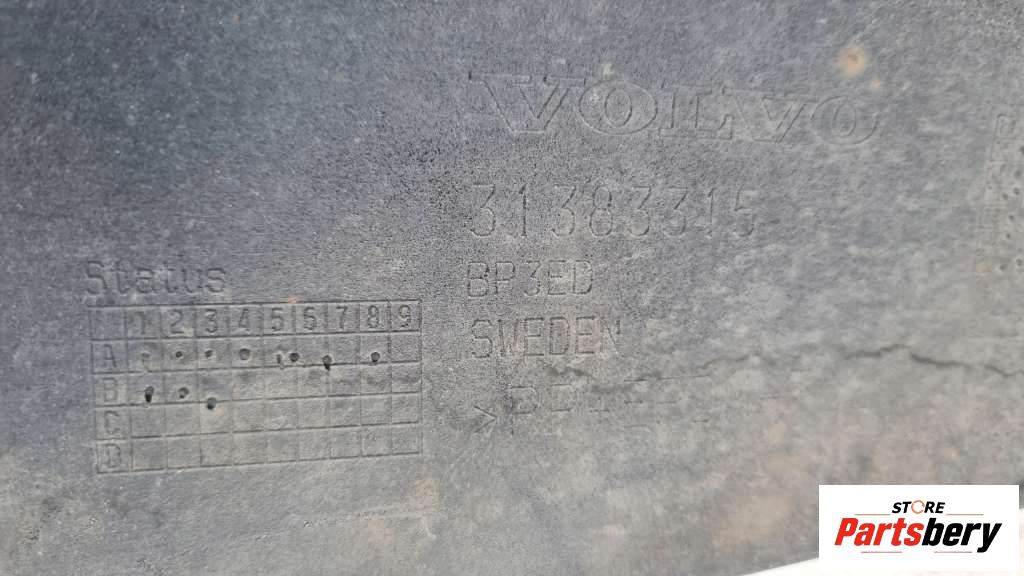 VOLVO
31383315
BP3ED
SWEDEN
Status
1 2 3 4 5 6 7 8 9
A
B
C
D
STORE
Partsbery